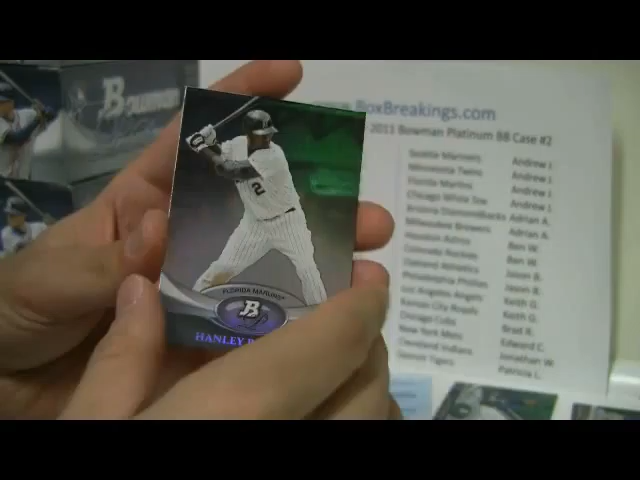 BOWMAN
BoxBreakings.com
2011 Bowman Platinum BB Case #2
Seattle Mariners Andrew J.
Minnesota Twins Andrew J.
Florida Marlins Andrew J.
Chicago White Sox Andrew J.
Arizona Diamondbacks Adrian A.
Milwaukee Brewers Adrian A.
Houston Astros Ben W.
Colorado Rockies Ben W.
Oakland Athletics Jason B.
Philadelphia Phillies Jason B.
Los Angeles Angels Keith G.
Kansas City Royals Keith G.
Chicago Cubs Brad R.
New York Mets Edward C.
Cleveland Indians Jonathan W.
Detroit Tigers Patricia L.
2
FLORIDA MARLINS
B
HANLEY